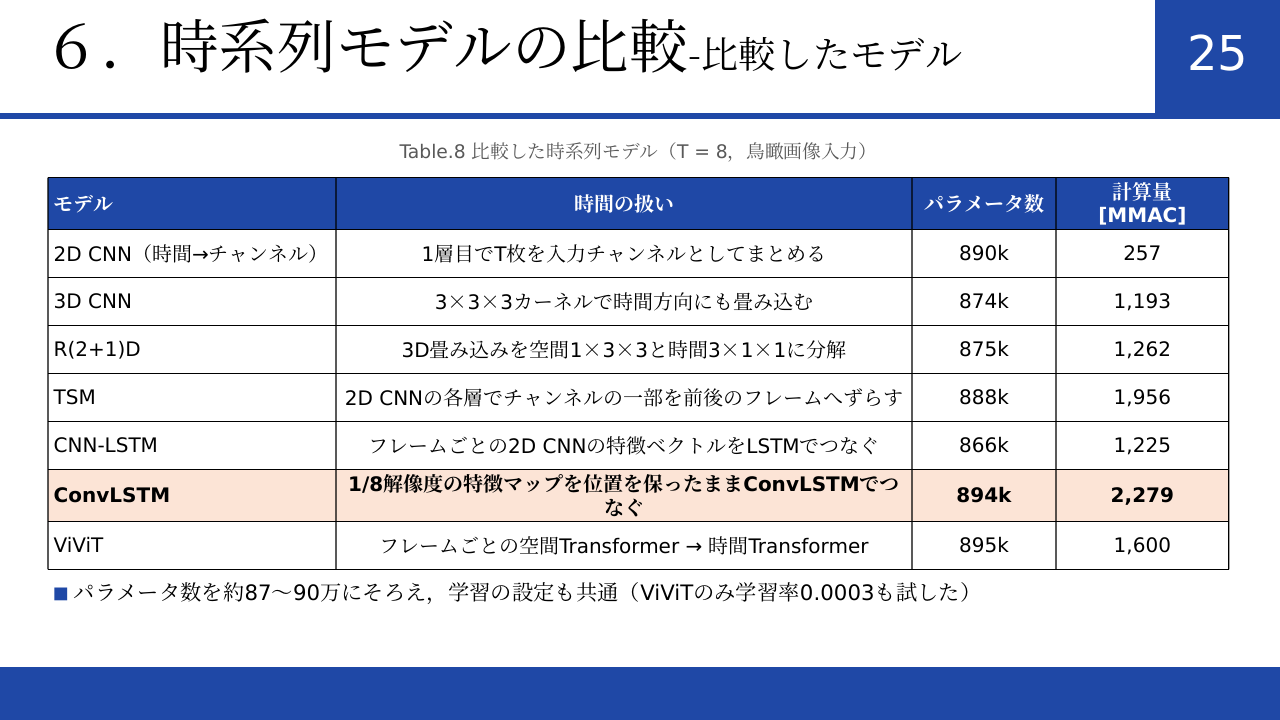 6．時系列モデルの比較-比較したモデル
25
Table.8 比較した時系列モデル（T = 8，鳥瞰画像入力）
モデル 時間の扱い パラメータ数 計算量
[MMAC]
2D CNN（時間→チャンネル） 1層目でT枚を入力チャンネルとしてまとめる 890k 257
3D CNN 3×3×3カーネルで時間方向にも畳み込む 874k 1,193
R(2+1)D 3D畳み込みを空間1×3×3と時間3×1×1に分解 875k 1,262
TSM 2D CNNの各層でチャンネルの一部を前後のフレームへずらす 888k 1,956
CNN-LSTM フレームごとの2D CNNの特徴ベクトルをLSTMでつなぐ 866k 1,225
ConvLSTM 1/8解像度の特徴マップを位置を保ったままConvLSTMでつ
なぐ 894k 2,279
ViViT フレームごとの空間Transformer → 時間Transformer 895k 1,600
■ パラメータ数を約87～90万にそろえ，学習の設定も共通（ViViTのみ学習率0.0003も試した）